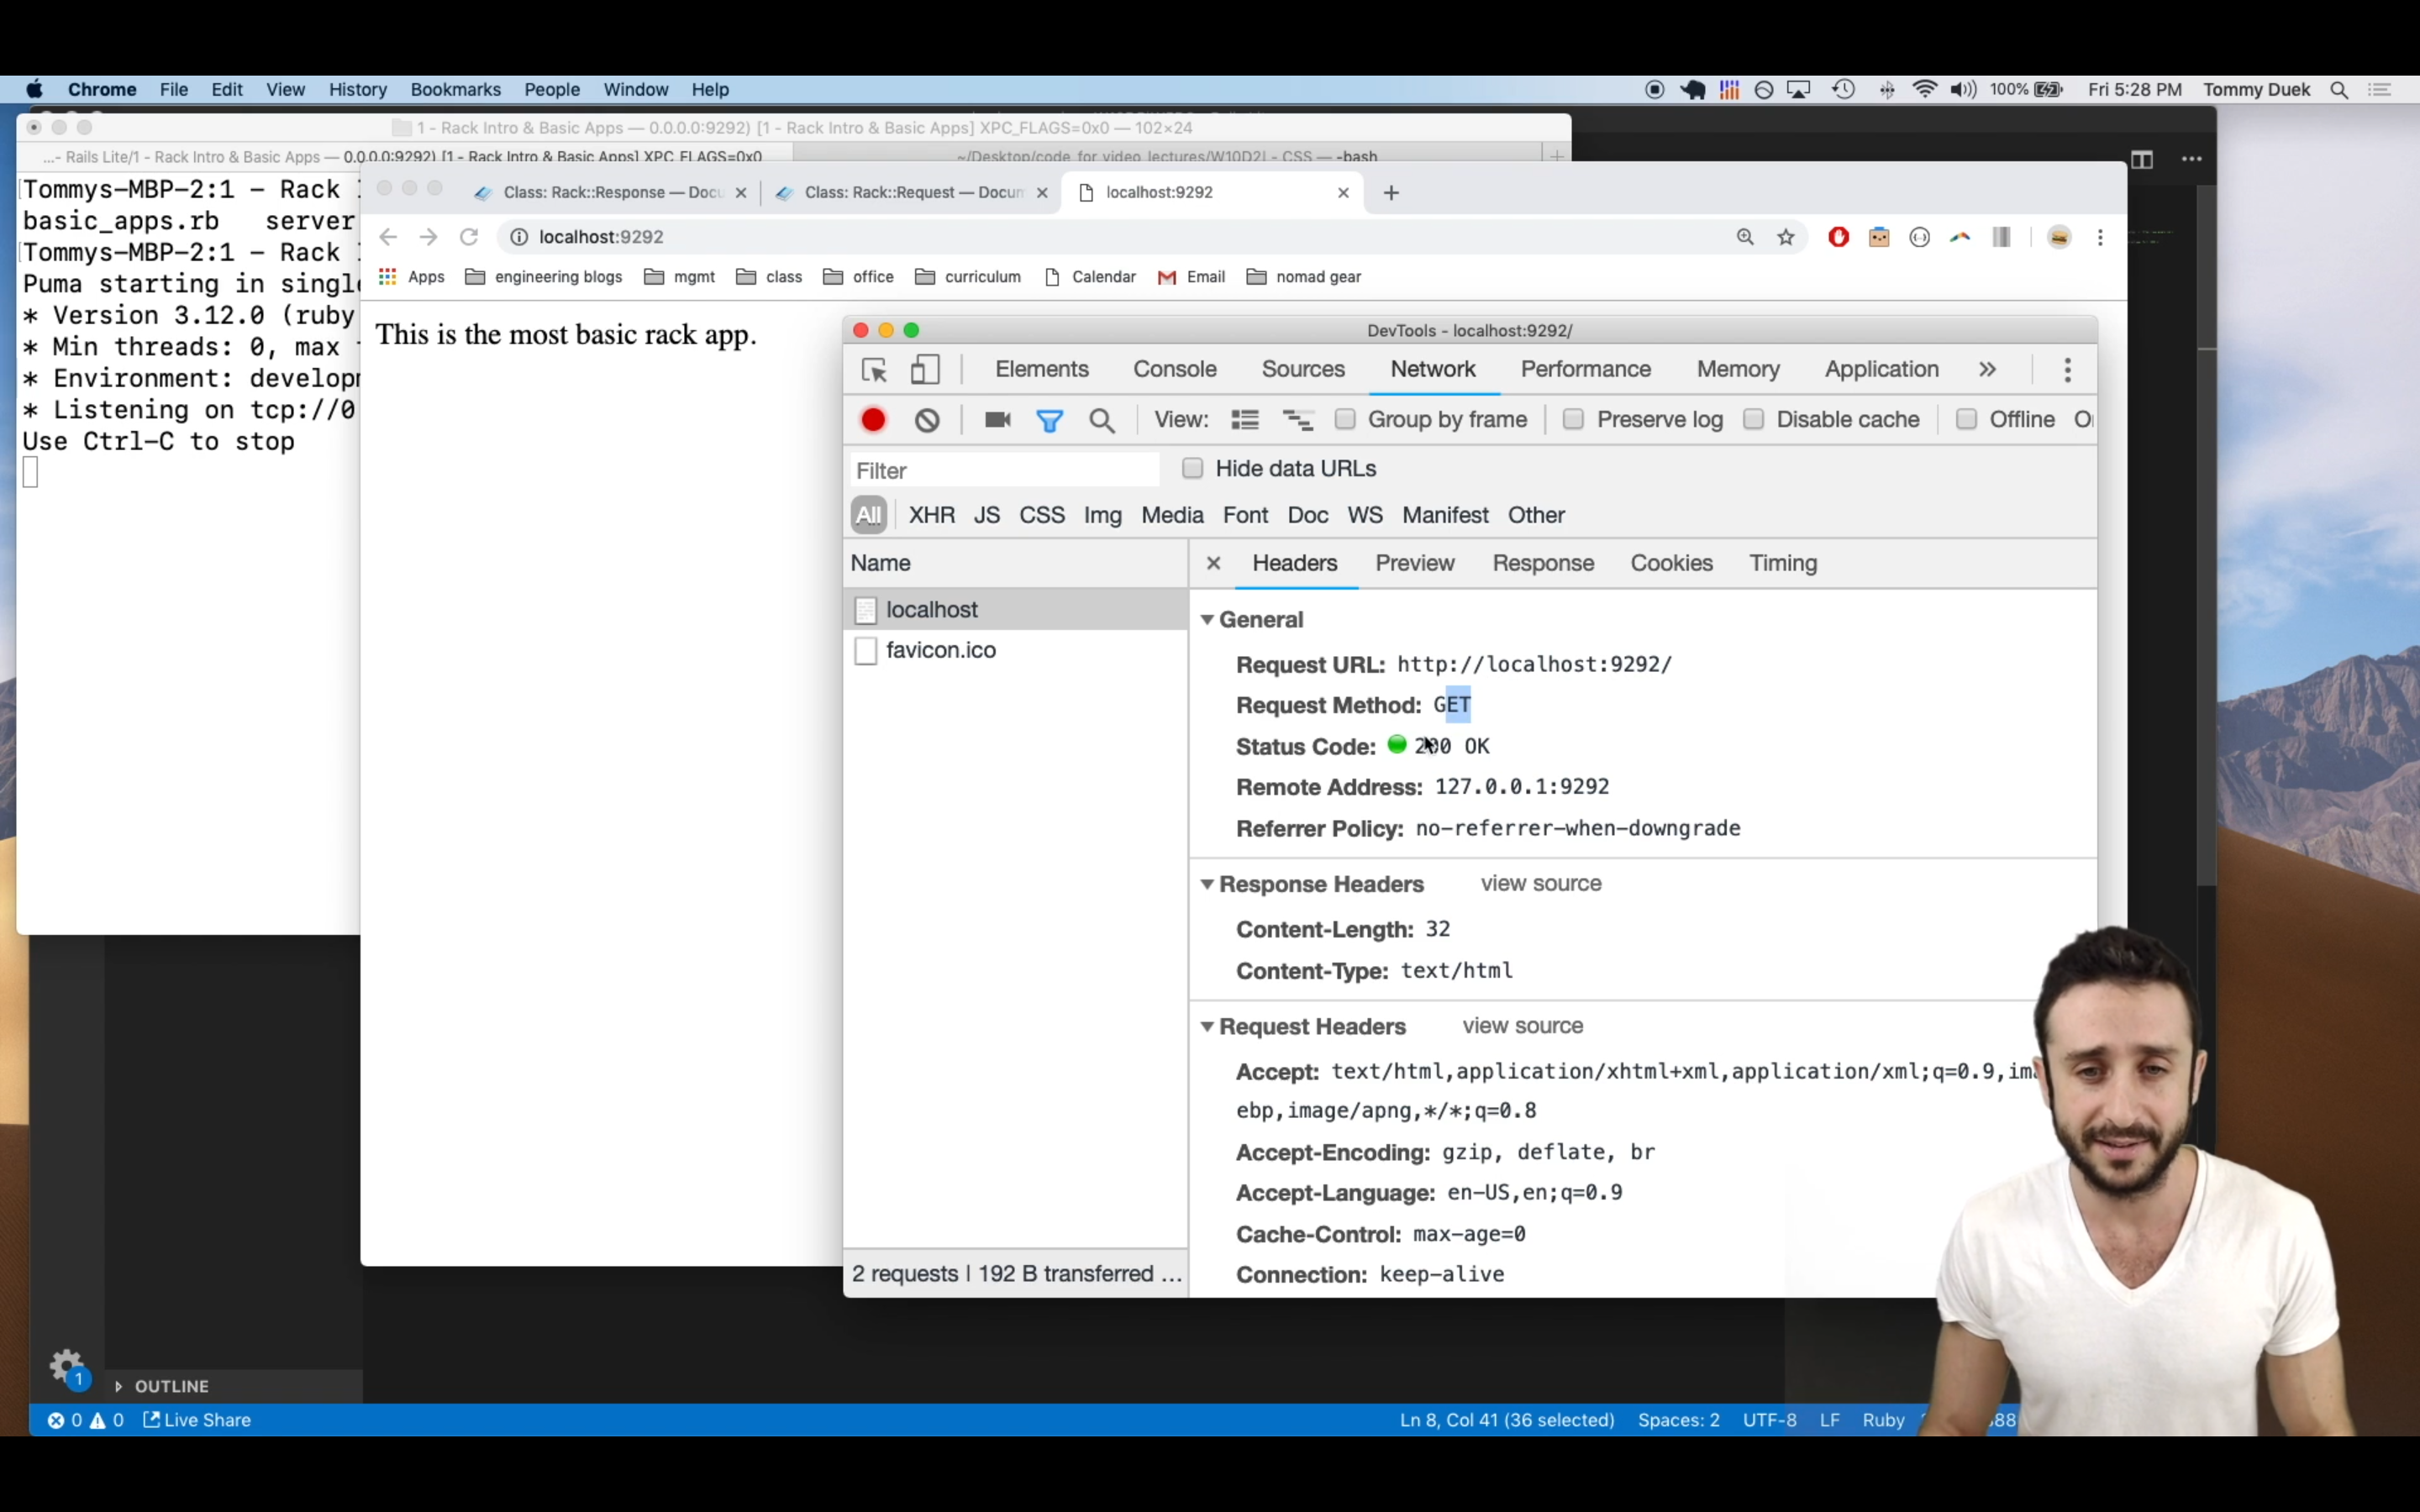 Chrome File Edit View History Bookmarks People Window Help 100% Fri 5:28 PM Tommy Duek
1 - Rack Intro & Basic Apps — 0.0.0.0:9292) [1 - Rack Intro & Basic Apps] XPC_FLAGS=0x0 — 102×24
...- Rails Lite/1 - Rack Intro & Basic Apps — 0.0.0.0:9292) [1 - Rack Intro & Basic Apps] XPC_FLAGS=0x0 ~/Desktop/code_for_video_lectures/W10D2L - CSS — -bash
Tommys-MBP-2:1 - Rack
basic_apps.rb server
Tommys-MBP-2:1 - Rack
Puma starting in single
* Version 3.12.0 (ruby
* Min threads: 0, max
* Environment: develop
* Listening on tcp://0
Use Ctrl-C to stop
Class: Rack::Response — Docu Class: Rack::Request — Docum localhost:9292
localhost:9292
Apps engineering blogs mgmt class office curriculum Calendar Email nomad gear
This is the most basic rack app.
DevTools - localhost:9292/
Elements Console Sources Network Performance Memory Application
View: Group by frame Preserve log Disable cache Offline
Filter Hide data URLs
All XHR JS CSS Img Media Font Doc WS Manifest Other
Name
localhost
favicon.ico
2 requests | 192 B transferred ...
Headers Preview Response Cookies Timing
General
Request URL: http://localhost:9292/
Request Method: GET
Status Code: 200 OK
Remote Address: 127.0.0.1:9292
Referrer Policy: no-referrer-when-downgrade
Response Headers view source
Content-Length: 32
Content-Type: text/html
Request Headers view source
Accept: text/html,application/xhtml+xml,application/xml;q=0.9,im
ebp,image/apng,*/*;q=0.8
Accept-Encoding: gzip, deflate, br
Accept-Language: en-US,en;q=0.9
Cache-Control: max-age=0
Connection: keep-alive
1
OUTLINE
0 0 Live Share Ln 8, Col 41 (36 selected) Spaces: 2 UTF-8 LF Ruby